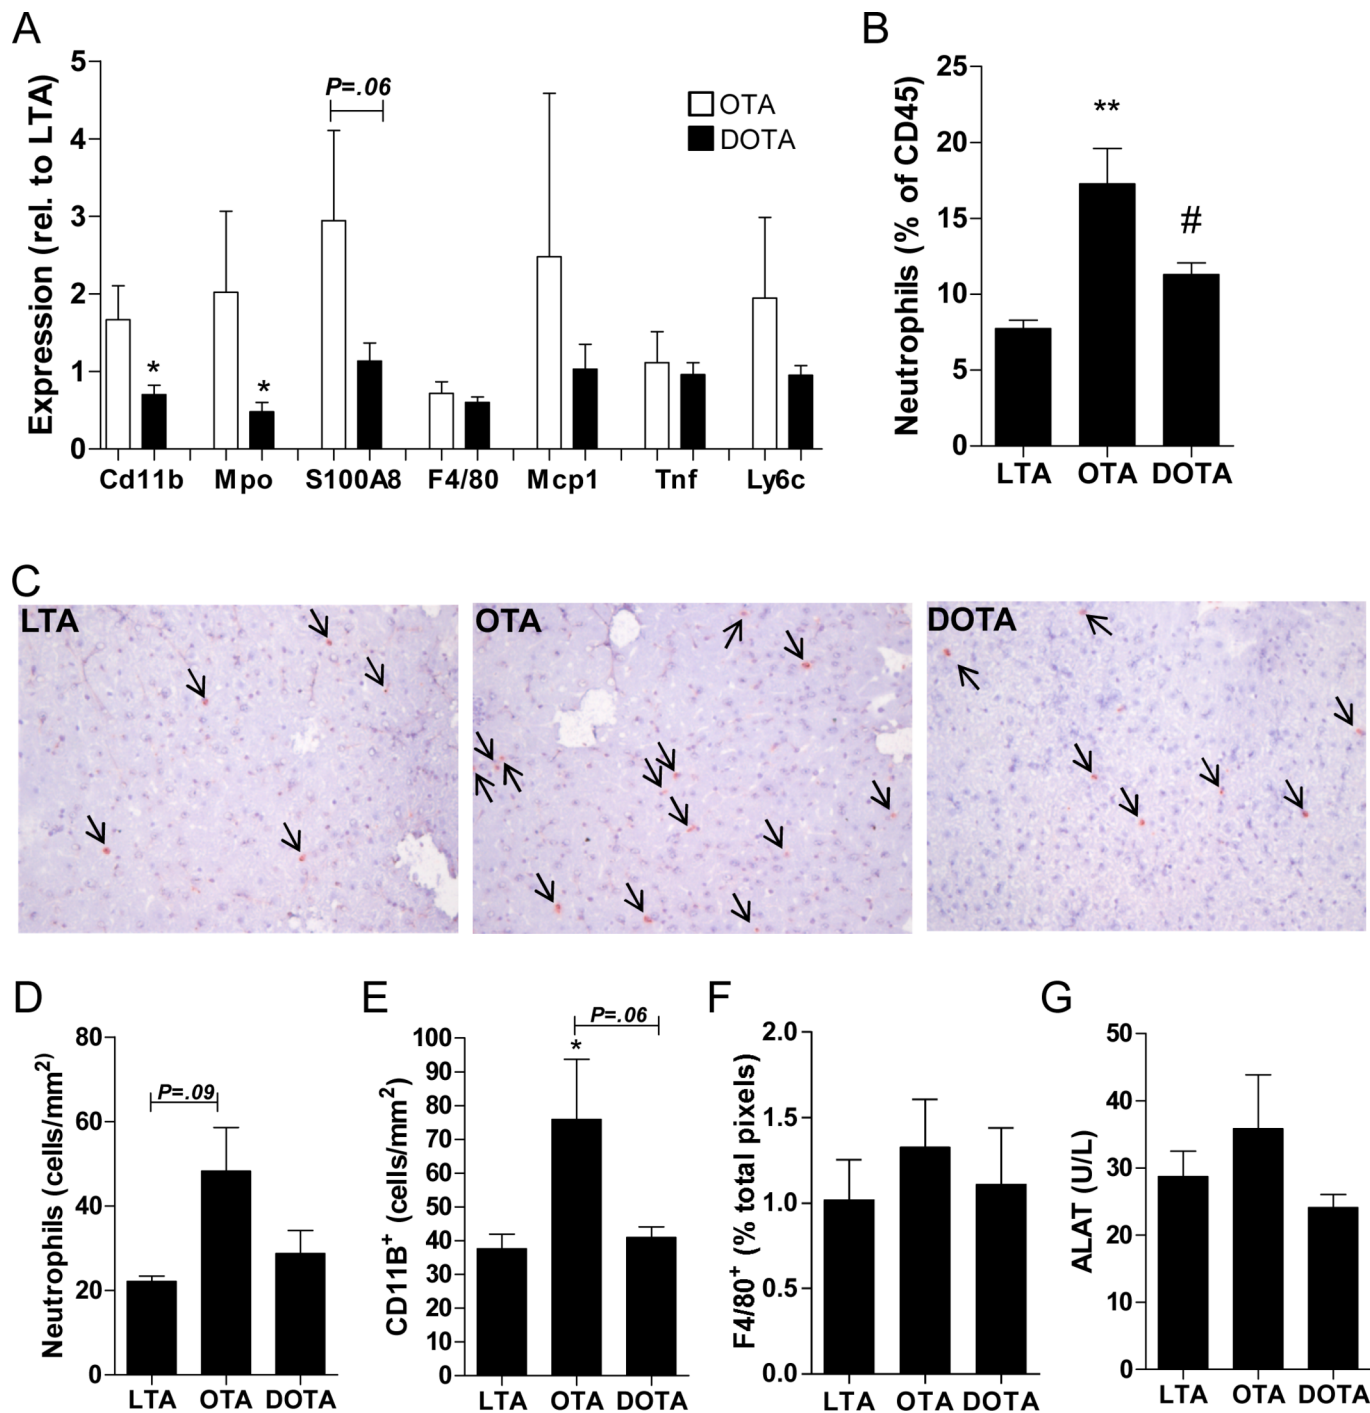 A
Expression (rel. to LTA)
5
4
3
2
1
0
P=.06
OTA
DOTA
*
*
Cd11b Mpo S100A8 F4/80 Mcp1 Tnf Ly6c
B
Neutrophils (% of CD45)
25
20
15
10
5
0
**
#
LTA OTA DOTA
C
LTA
OTA
DOTA
D
Neutrophils (cells/mm²)
80
60
40
20
0
P=.09
LTA OTA DOTA
E
CD11B⁺ (cells/mm²)
100
90
80
70
60
50
40
30
20
10
0
P=.06
*
LTA OTA DOTA
F
F4/80⁺ (% total pixels)
2.0
1.5
1.0
0.5
0.0
LTA OTA DOTA
G
ALAT (U/L)
50
40
30
20
10
0
LTA OTA DOTA